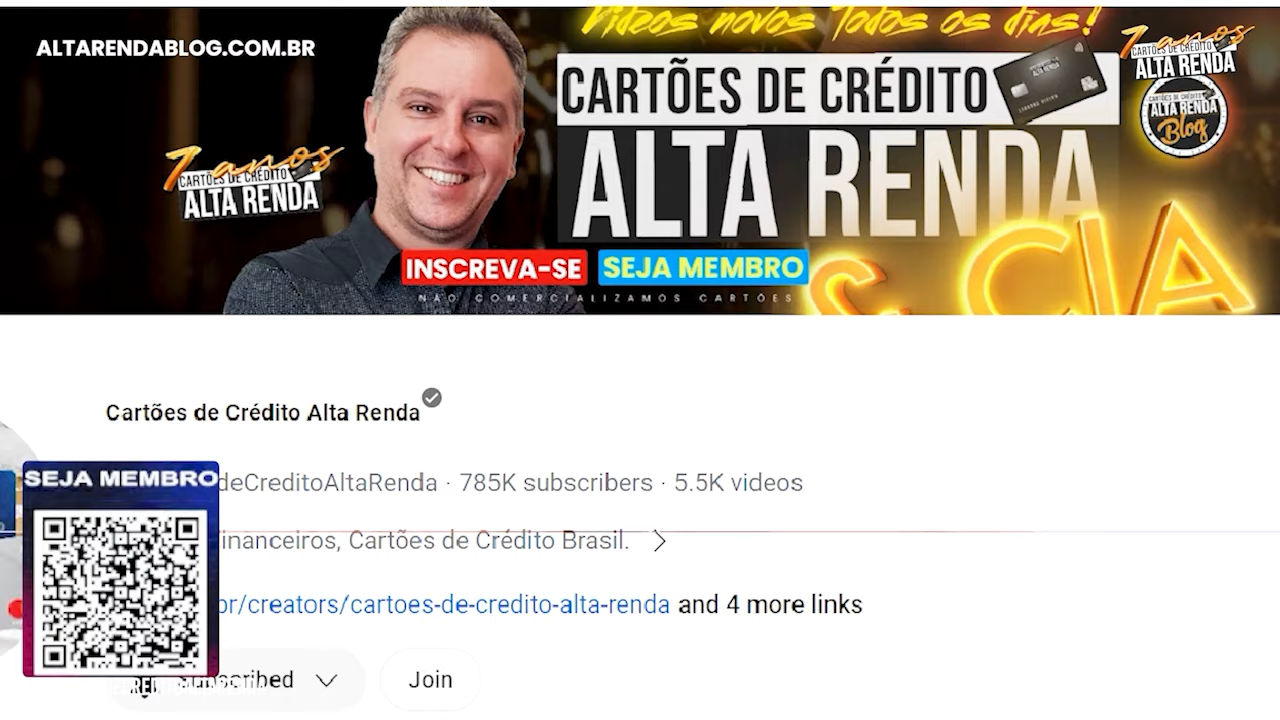 ALTARENDABLOG.COM.BR
Vídeos novos Todos os dias!
7 anos
CARTÕES DE CRÉDITO
ALTA RENDA
CARTÕES DE CRÉDITO
ALTA RENDA
& CIA
7 anos
CARTÕES DE CRÉDITO
ALTA RENDA
CARTÕES DE CRÉDITO
ALTA RENDA
Blog
INSCREVA-SE
SEJA MEMBRO
NÃO COMERCIALIZAMOS CARTÕES
Cartões de Crédito Alta Renda
deCreditoAltaRenda · 785K subscribers · 5.5K videos
SEJA MEMBRO
inanceiros, Cartões de Crédito Brasil.
br/creators/cartoes-de-credito-alta-renda and 4 more links
Join